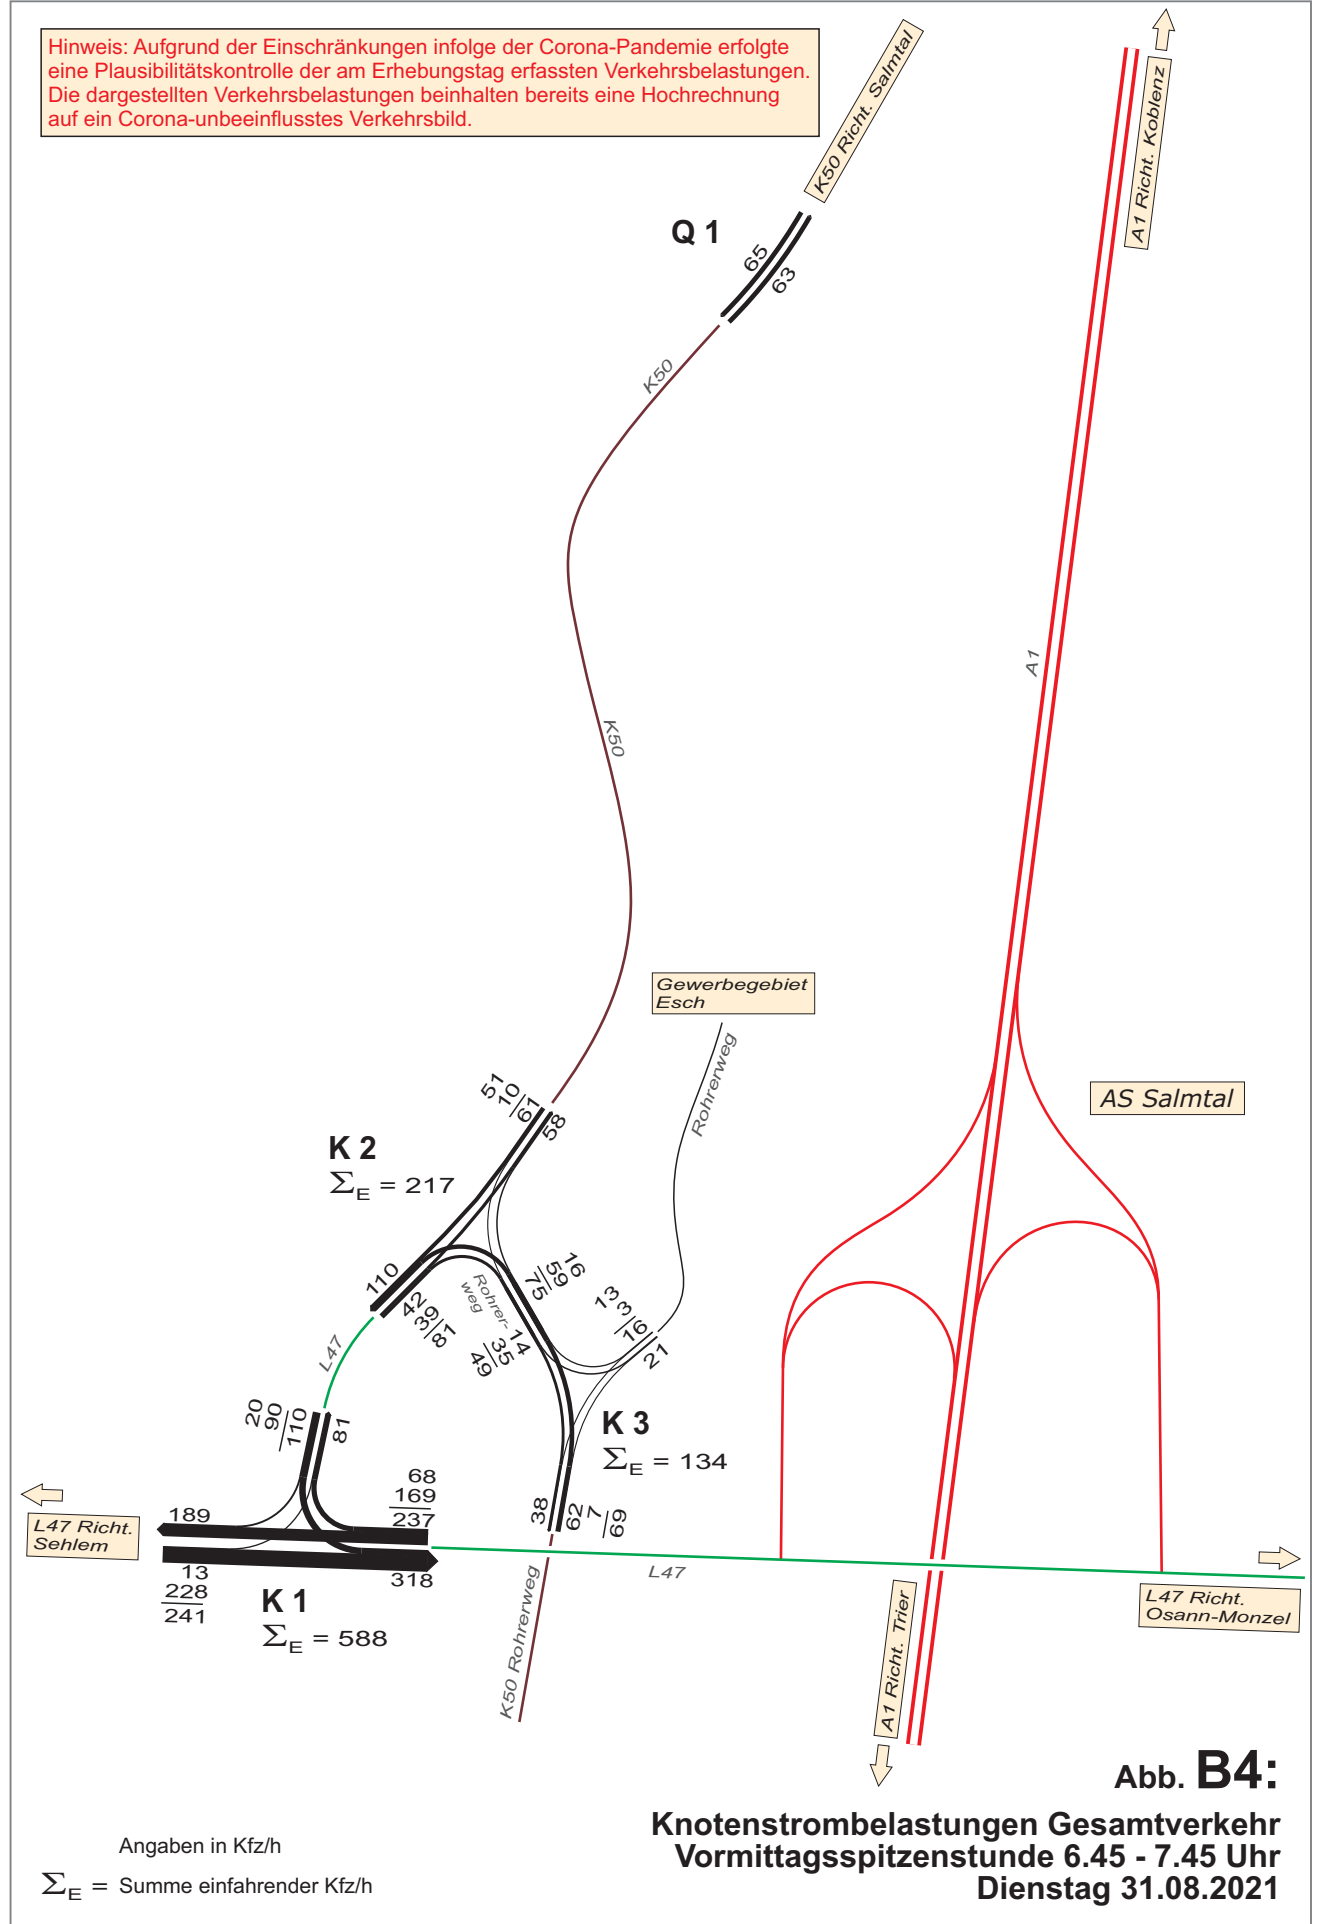 Hinweis: Aufgrund der Einschränkungen infolge der Corona-Pandemie erfolgte
eine Plausibilitätskontrolle der am Erhebungstag erfassten Verkehrsbelastungen.
Die dargestellten Verkehrsbelastungen beinhalten bereits eine Hochrechnung
auf ein Corona-unbeeinflusstes Verkehrsbild.
K50 Richt. Salmtal
A1 Richt. Koblenz
Q 1
65
63
K50
A1
K50
Gewerbegebiet
Esch
Rohrerweg
AS Salmtal
51
10
61
58
K 2
ΣE = 217
110
42
39
81
Rohrer-
weg
16
59
75
14
35
49
13
3
16
21
L47
K 3
ΣE = 134
20
90
110
81
38
62
7
69
68
169
237
189
L47 Richt.
Sehlem
13
228
241
318
K 1
ΣE = 588
L47
K50 Rohrerweg
A1 Richt. Trier
L47 Richt.
Osann-Monzel
Abb. B4:
Knotenstrombelastungen Gesamtverkehr
Vormittagsspitzenstunde 6.45 - 7.45 Uhr
Dienstag 31.08.2021
Angaben in Kfz/h
ΣE = Summe einfahrender Kfz/h